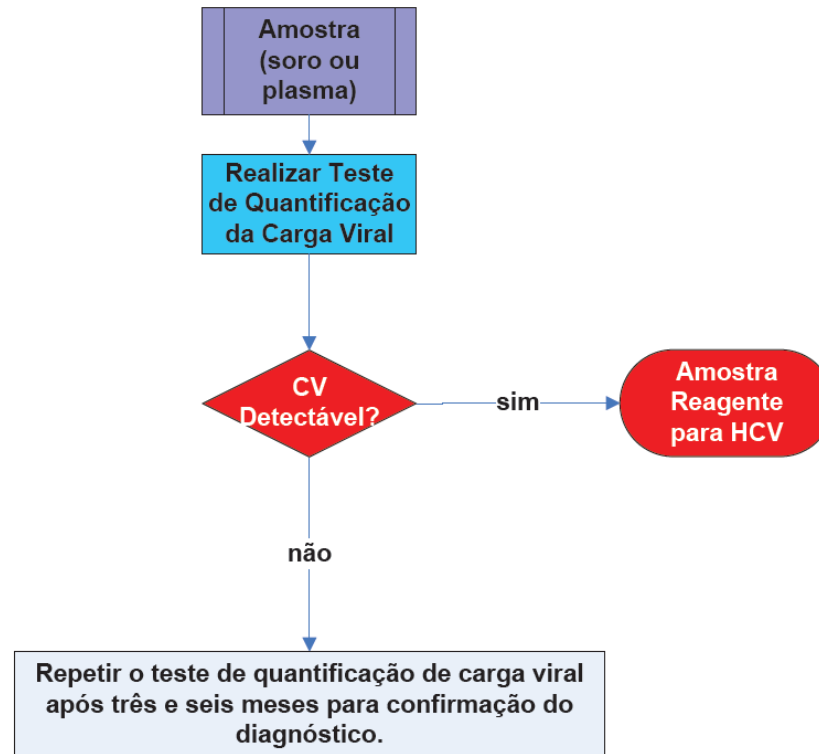 Amostra
(soro ou
plasma)
Realizar Teste
de Quantificação
da Carga Viral
CV
Detectável?
sim
Amostra
Reagente
para HCV
não
Repetir o teste de quantificação de carga viral
após três e seis meses para confirmação do
diagnóstico.